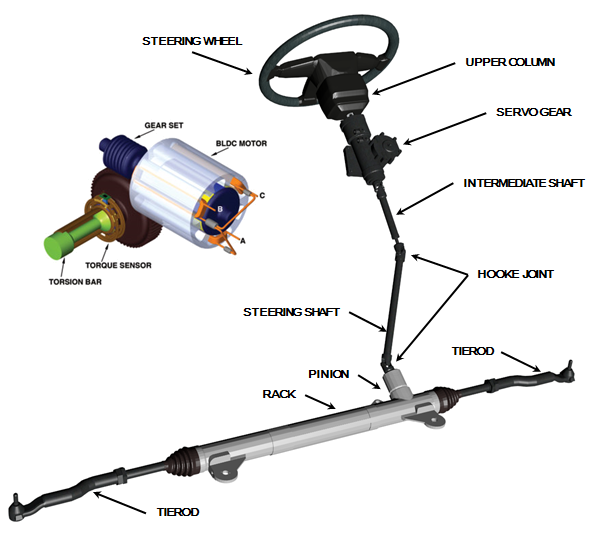 STEERING WHEEL
UPPER COLUMN
SERVO GEAR
GEAR SET
BLDC MOTOR
C
B
A
TORQUE SENSOR
TORSION BAR
INTERMEDIATE SHAFT
HOOKE JOINT
STEERING SHAFT
TIEROD
PINION
RACK
TIEROD